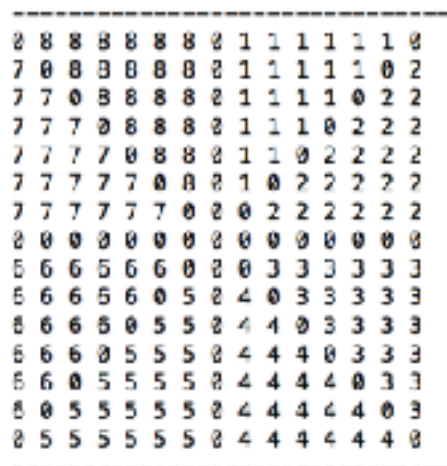 -------------------------------
0 8 8 8 8 8 8 0 1 1 1 1 1 1 0
7 0 8 8 8 8 8 0 1 1 1 1 1 0 2
7 7 0 8 8 8 8 0 1 1 1 1 0 2 2
7 7 7 0 8 8 8 0 1 1 1 0 2 2 2
7 7 7 7 0 8 8 0 1 1 0 2 2 2 2
7 7 7 7 7 0 8 0 1 0 2 2 2 2 2
7 7 7 7 7 7 0 0 0 2 2 2 2 2 2
0 0 0 0 0 0 0 0 0 0 0 0 0 0 0
6 6 6 6 6 6 0 0 0 3 3 3 3 3 3
6 6 6 6 6 0 5 0 4 0 3 3 3 3 3
6 6 6 6 0 5 5 0 4 4 0 3 3 3 3
6 6 6 0 5 5 5 0 4 4 4 0 3 3 3
6 6 0 5 5 5 5 0 4 4 4 4 0 3 3
6 0 5 5 5 5 5 0 4 4 4 4 4 0 3
0 5 5 5 5 5 5 0 4 4 4 4 4 4 0
-------------------------------